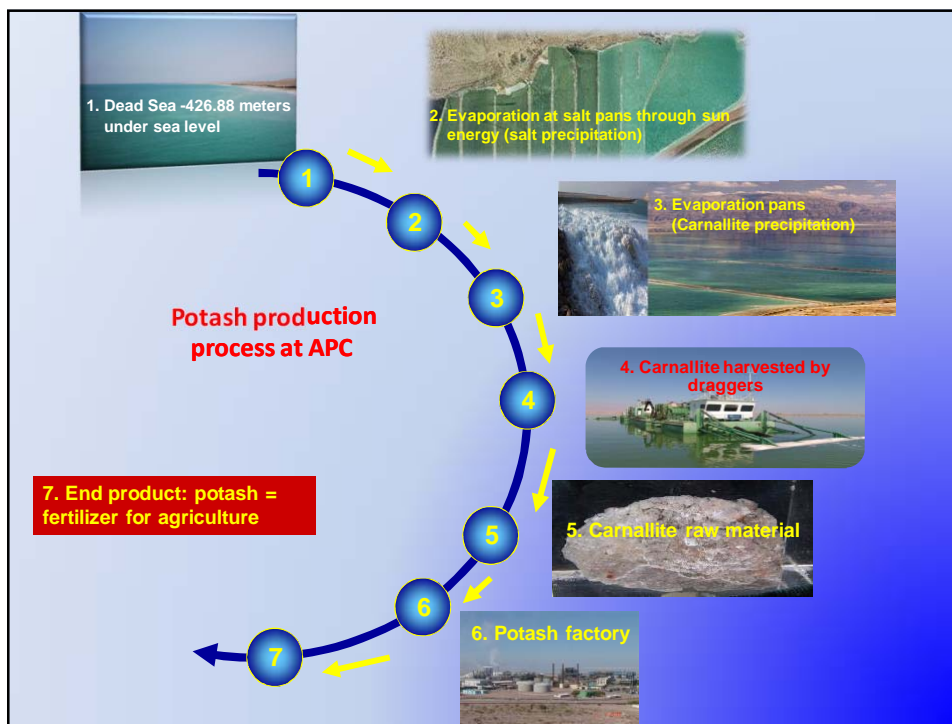 1. Dead Sea -426.88 meters
under sea level
2. Evaporation at salt pans through sun
energy (salt precipitation)
3. Evaporation pans
(Carnallite precipitation)
4. Carnallite harvested by
draggers
5. Carnallite raw material
6. Potash factory
7. End product: potash =
fertilizer for agriculture
Potash production
process at APC
1
2
3
4
5
6
7